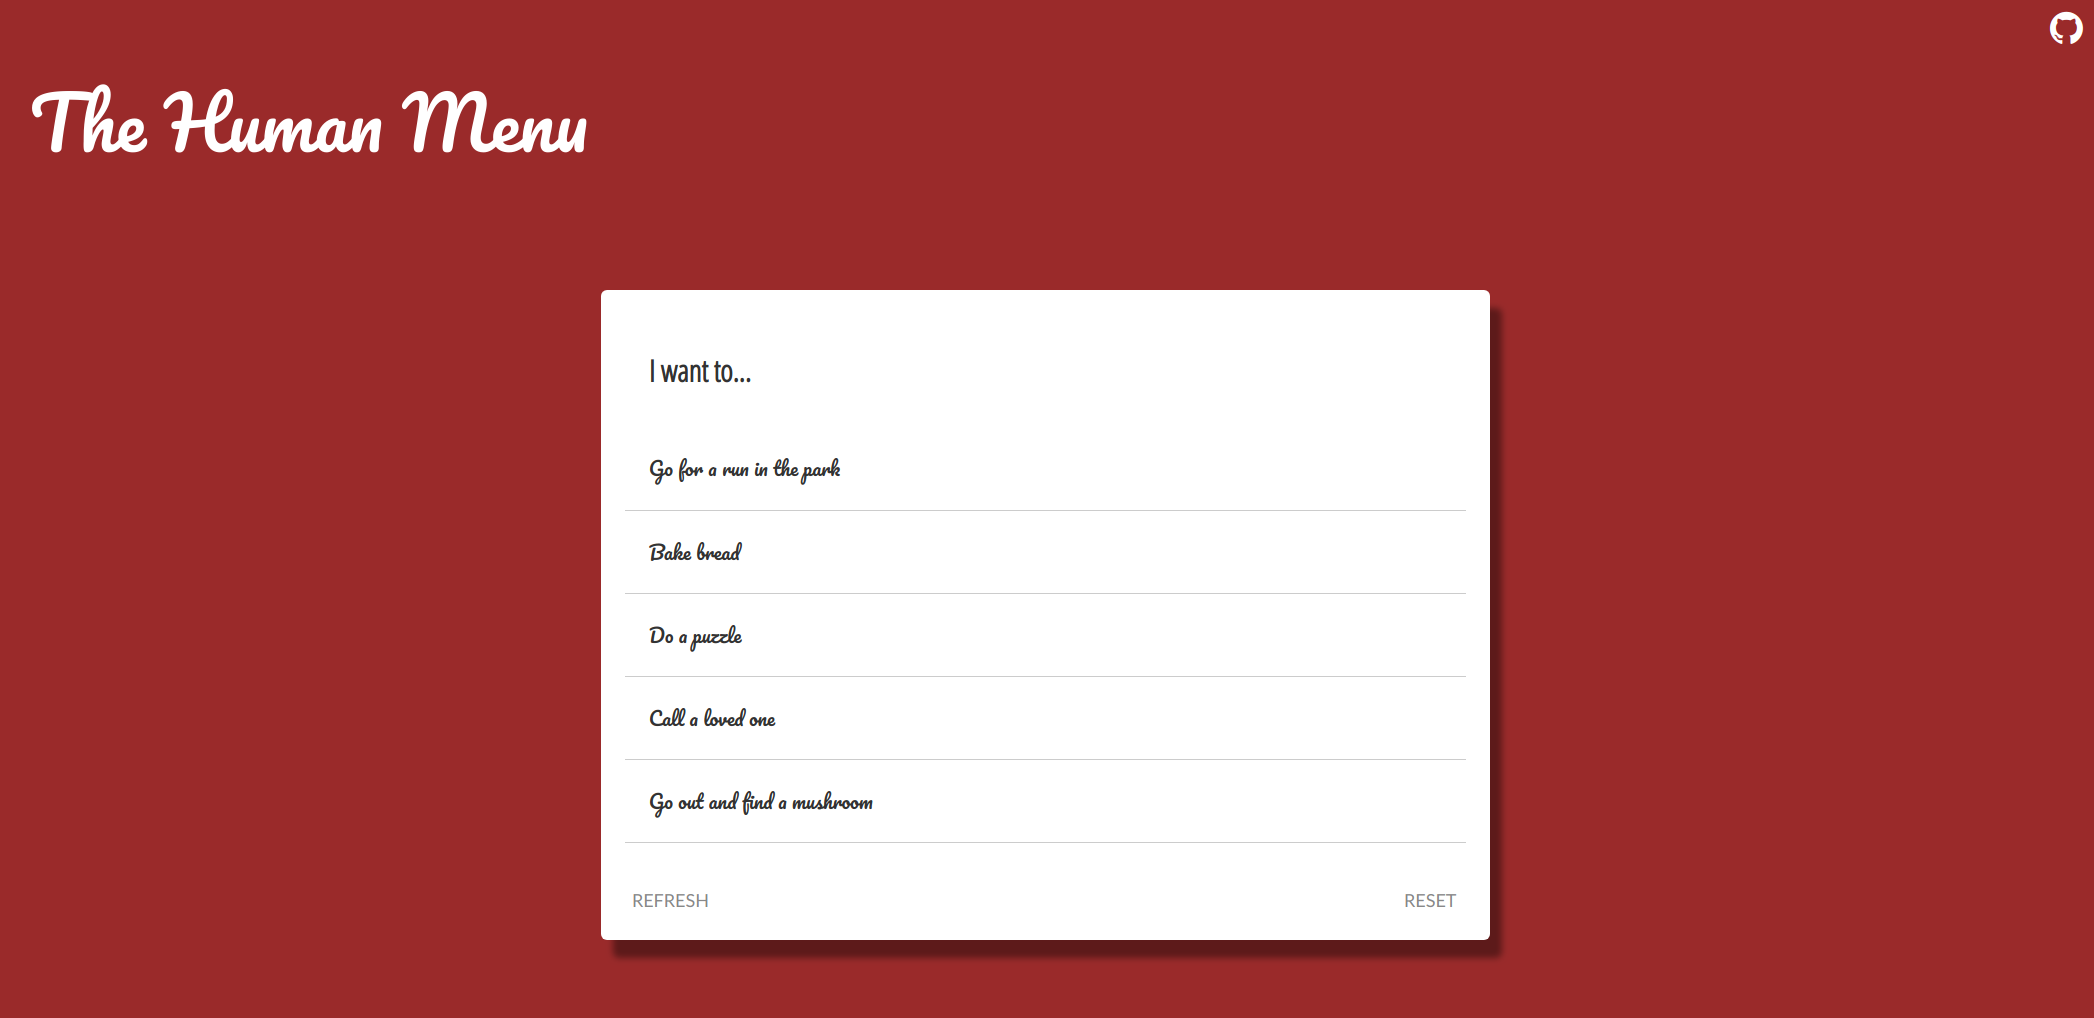 The Human Menu
I want to...
Go for a run in the park
Bake bread
Do a puzzle
Call a loved one
Go out and find a mushroom
REFRESH
RESET